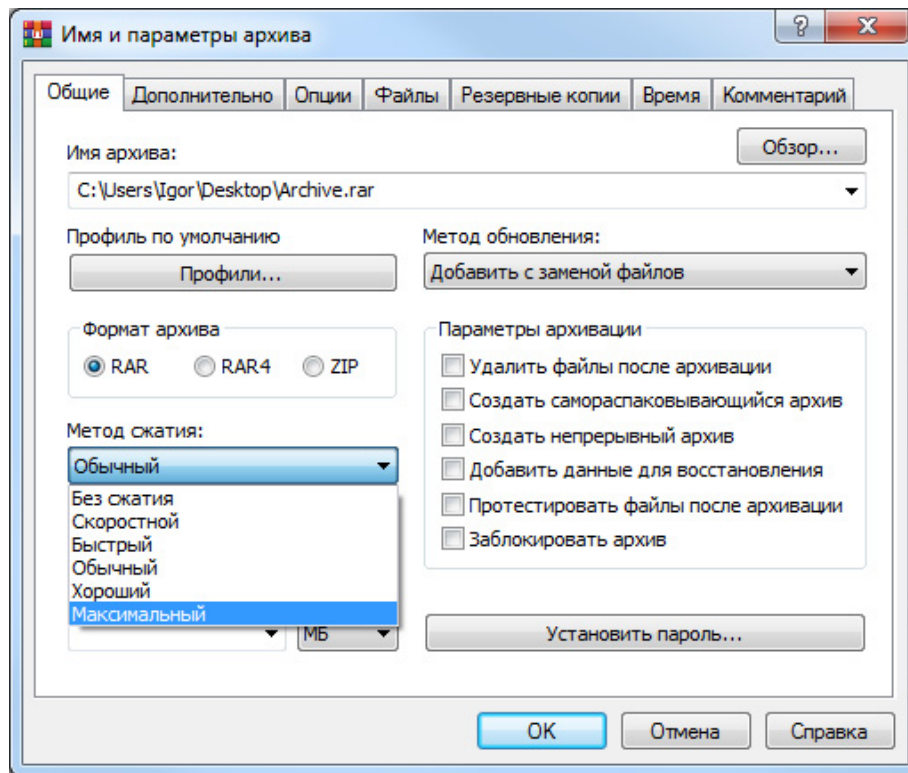 Имя и параметры архива
Общие Дополнительно Опции Файлы Резервные копии Время Комментарий
Имя архива:
Обзор...
C:\Users\Igor\Desktop\Archive.rar
Профиль по умолчанию
Профили...
Метод обновления:
Добавить с заменой файлов
Формат архива
RAR RAR4 ZIP
Метод сжатия:
Обычный
Без сжатия
Скоростной
Быстрый
Обычный
Хороший
Максимальный
МБ
Параметры архивации
Удалить файлы после архивации
Создать самораспаковывающийся архив
Создать непрерывный архив
Добавить данные для восстановления
Протестировать файлы после архивации
Заблокировать архив
Установить пароль...
OK Отмена Справка